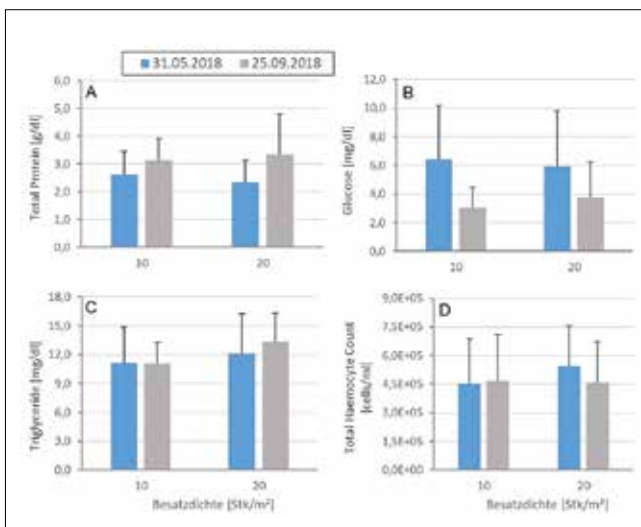 31.05.2018 25.09.2018
A
Total Protein [g/dl]
6,0
5,0
4,0
3,0
2,0
1,0
0,0
10 20
B
Glucose [mg/dl]
12,0
10,0
8,0
6,0
4,0
2,0
0,0
10 20
C
Triglyceride [mg/dl]
18,0
15,0
12,0
9,0
6,0
3,0
0,0
10 20
Besatzdichte [Stk/m²]
D
Total Haemocyte Count
[cells/ml]
9,0E+05
7,5E+05
6,0E+05
4,5E+05
3,0E+05
1,5E+05
0,0E+00
10 20
Besatzdichte [Stk/m²]